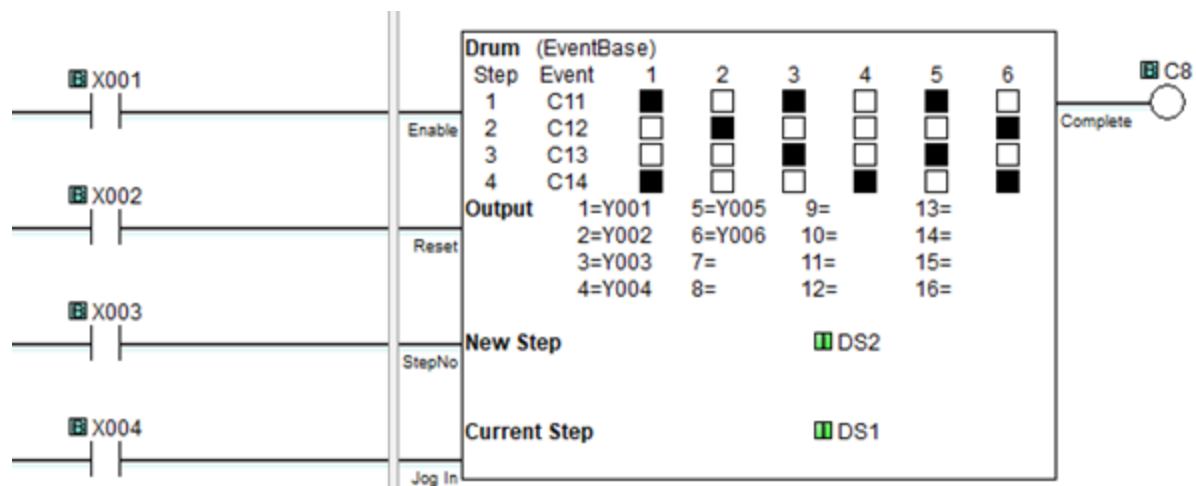 Drum (EventBase)
Step Event 1 2 3 4 5 6
B X001
B C8
1 C11
Enable
2 C12
Complete
3 C13
4 C14
B X002
Output 1=Y001 5=Y005 9= 13=
2=Y002 6=Y006 10= 14=
Reset
3=Y003 7= 11= 15=
4=Y004 8= 12= 16=
B X003
New Step DS2
StepNo
B X004
Current Step DS1
Jog In